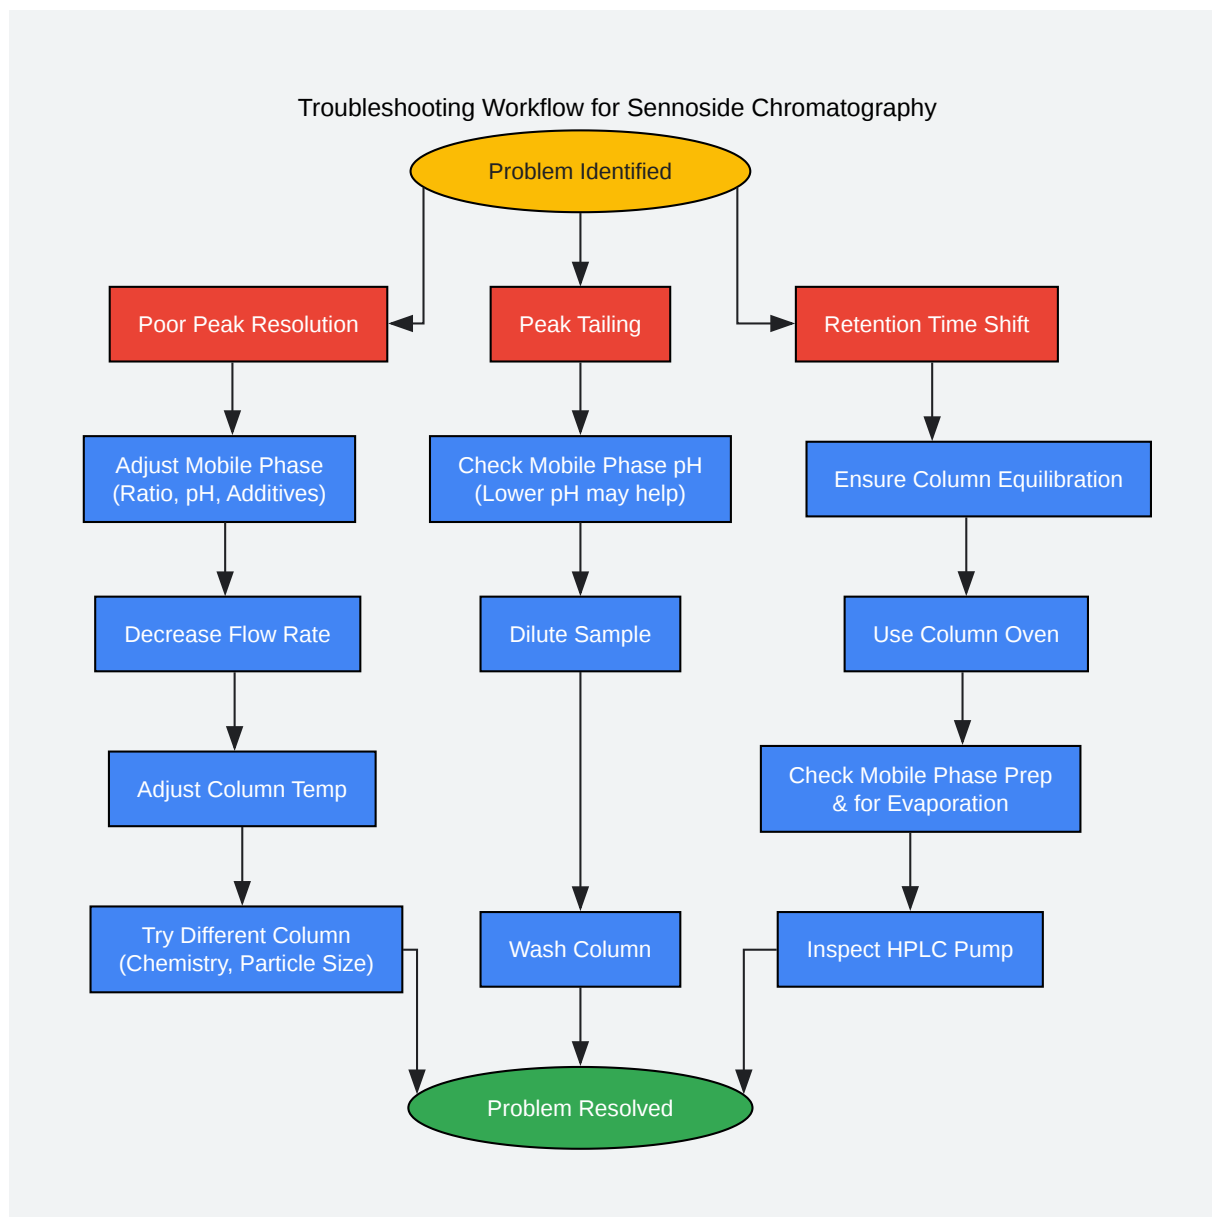 Troubleshooting Workflow for Sennoside Chromatography
Problem Identified
Poor Peak Resolution
Peak Tailing
Retention Time Shift
Adjust Mobile Phase
(Ratio, pH, Additives)
Check Mobile Phase pH
(Lower pH may help)
Ensure Column Equilibration
Decrease Flow Rate
Dilute Sample
Use Column Oven
Adjust Column Temp
Check Mobile Phase Prep
& for Evaporation
Try Different Column
(Chemistry, Particle Size)
Wash Column
Inspect HPLC Pump
Problem Resolved